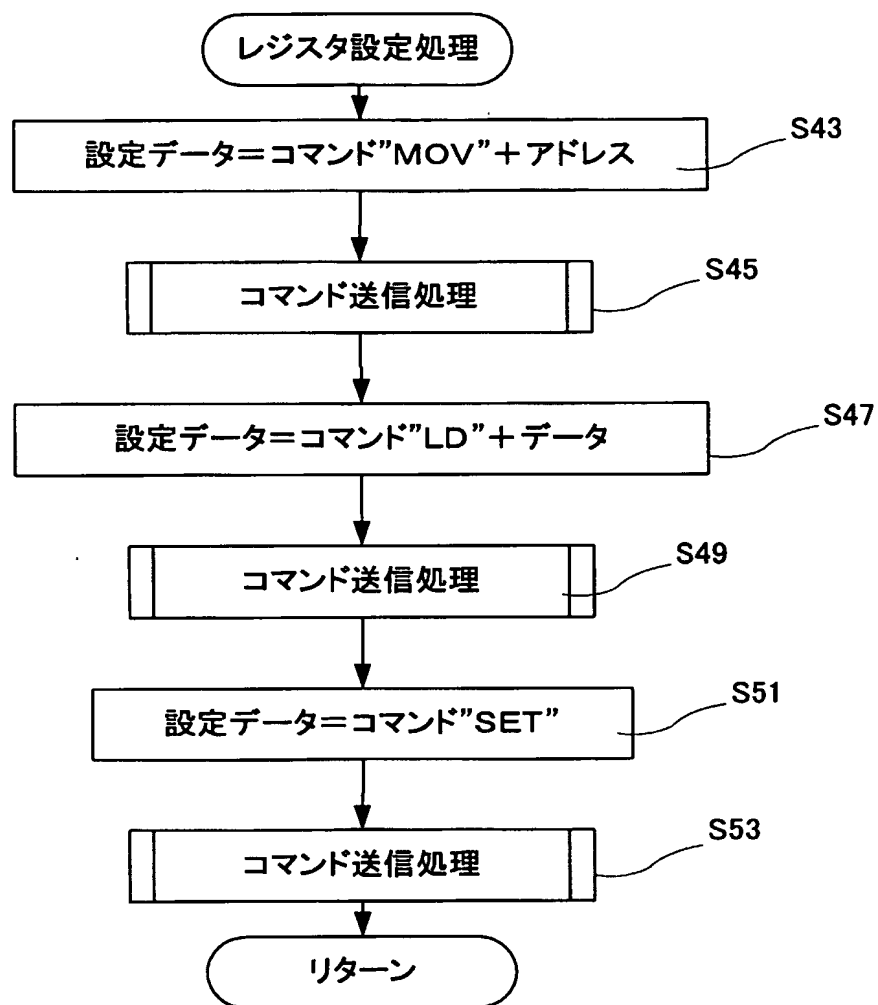 レジスタ設定処理
設定データ=コマンド”MOV”+アドレス
S43
コマンド送信処理
S45
設定データ=コマンド”LD”+データ
S47
コマンド送信処理
S49
設定データ=コマンド”SET”
S51
コマンド送信処理
S53
リターン